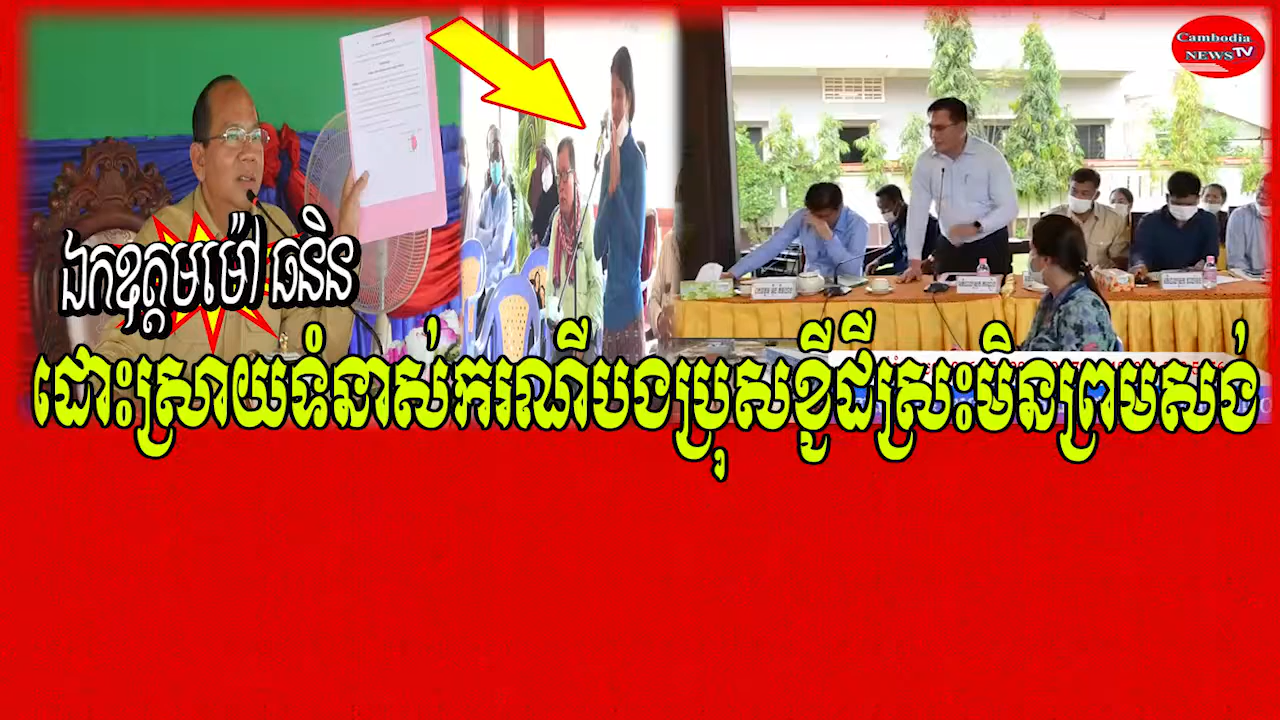 Cambodia
NEWSTV
ឯកឧត្តមម៉ៅ ធនិន
ដោះស្រាយទំនាស់ករណីបងប្រុសខ្ចីដីស្រះមិនព្រមសង់